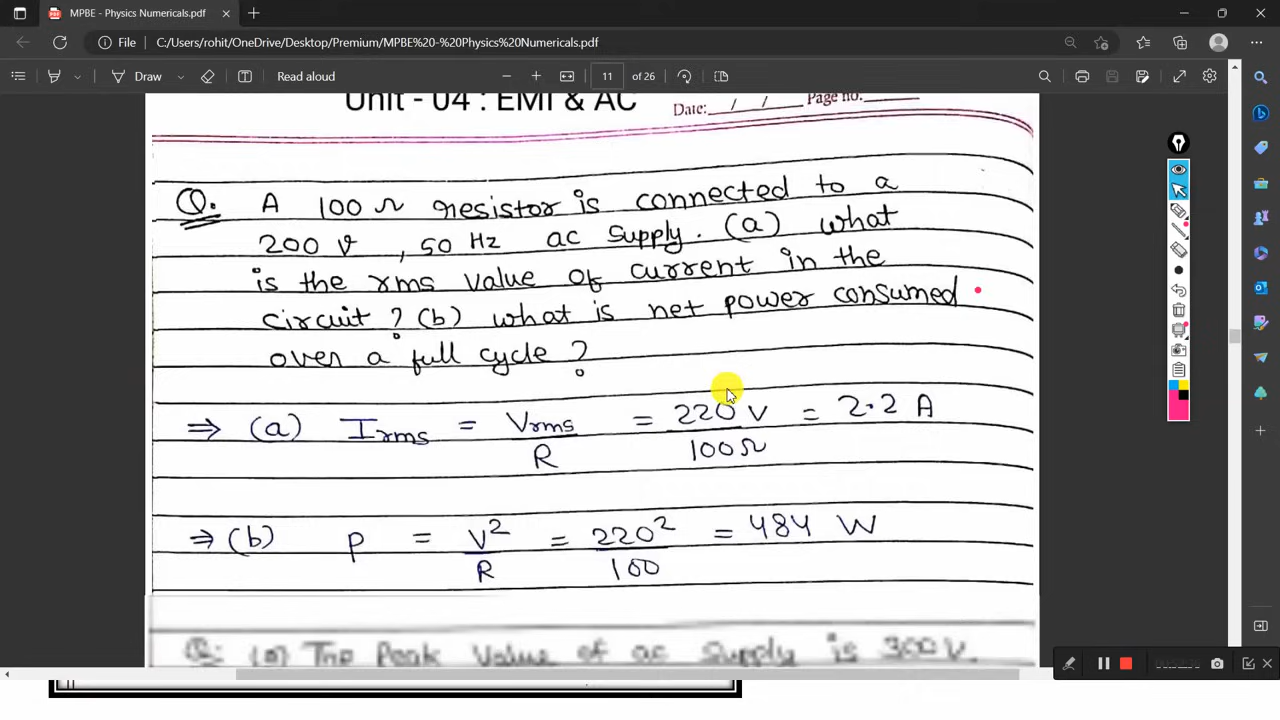 MPBE - Physics Numericals.pdf
File C:/Users/rohit/OneDrive/Desktop/Premium/MPBE%20-%20Physics%20Numericals.pdf
Draw Read aloud 11 of 26
Unit - 04 : EMI & AC Date: / / Page no.
Q. A 100 Ω resistor is connected to a
200 V , 50 Hz ac supply. (a) what
is the rms value of current in the
circuit ? (b) what is net power consumed
over a full cycle ?
⇒ (a) Irms = Vrms/R = 220 V/100Ω = 2.2 A
⇒ (b) P = V²/R = 220²/100 = 484 W
Q: (a) The Peak Value of ac Supply is 300 V.